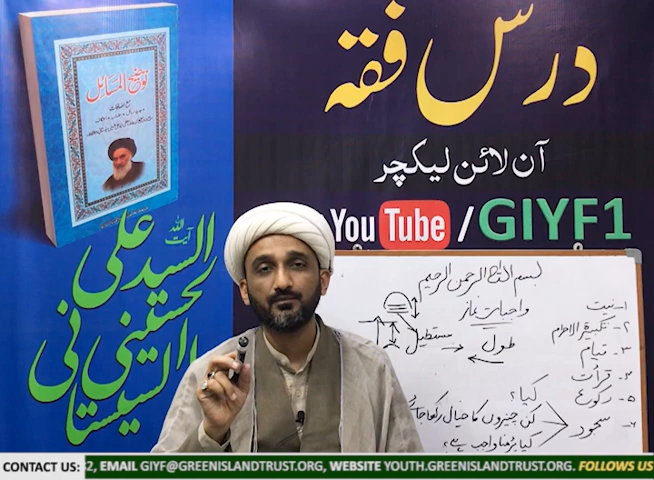 توضیح المسائل
درس فقہ
آن لائن لیکچر
YouTube / GIYF1
آیت اللہ
السید علی
الحسینی
السیستانی
بسم اللہ الرحمن الرحیم
واجبات نماز
۱۔ نیت
۲۔ تکبیرۃ الاحرام
۳۔ قیام
۴۔ قرأت
۵۔ رکوع
۶۔ سجود
طول
مستطیل
کیا؟
کن چیزوں کا خیال رکھا جائے
کیا پڑھنا واجب ہے؟
CONTACT US: 52, EMAIL GIYF@GREENISLANDTRUST.ORG, WEBSITE YOUTH.GREENISLANDTRUST.ORG. FOLLOWS US